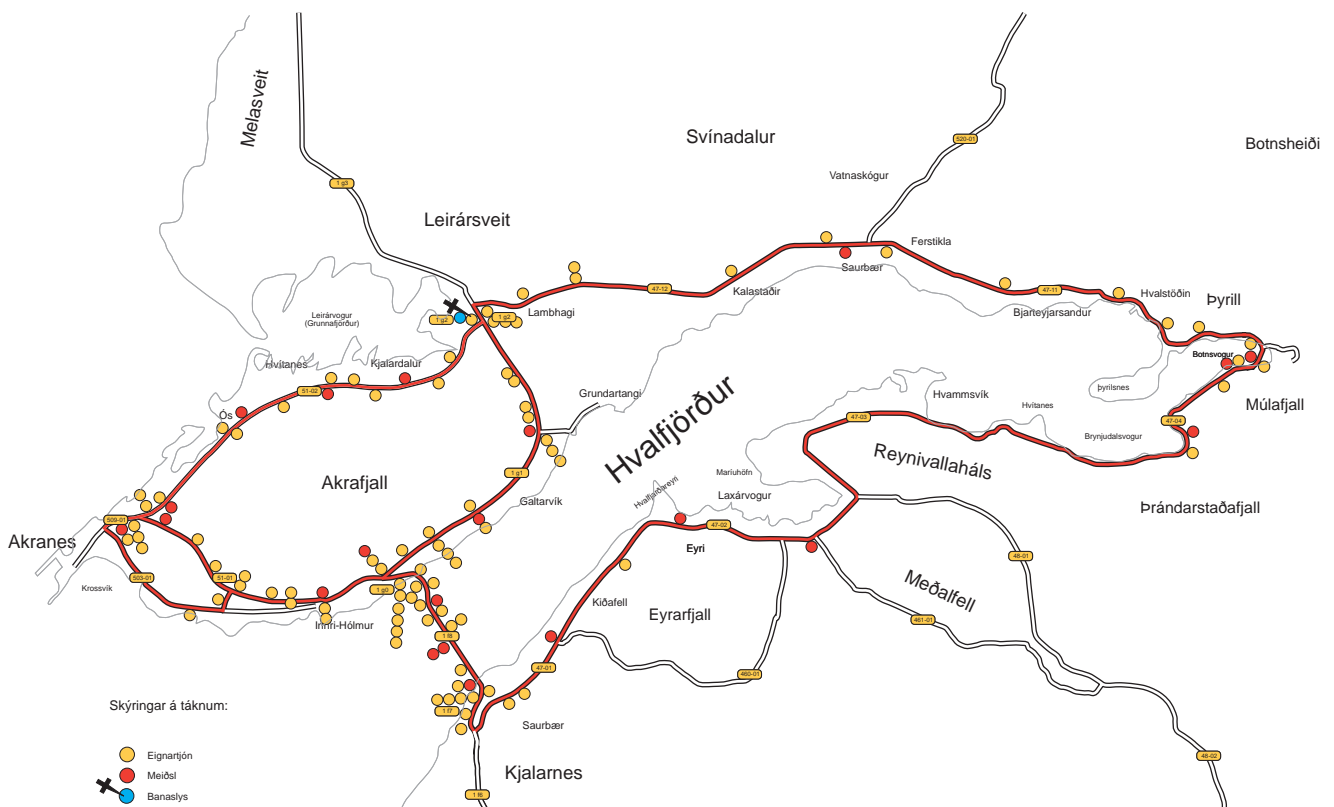 Melasveit
Svínadalur
520-01
Botnsheiði
Vatnaskógur
1 g3
Leirársveit
Ferstikla
Saurbær
47-12
Kalastaðir
47-11
Hvalstöðin
Bjarteyjarsandur
Þyrill
Lambhagi
1 g2
1 g2
Leirárvogur
(Grunnafjörður)
Botnsvogur
Hvítanes
Kjalardalur
51-02
Þyrilsnes
Múlafjall
Grundartangi
Hvammsvík
Hvítanes
47-03
47-04
Ós
Hvalfjörður
Brynjudalsvogur
Reynivallaháls
Akrafjall
1 g1
Maríuhöfn
Galtarvík
Hvalfjarðareyri
Laxárvogur
Þrándarstaðafjall
509-01
47-02
Akranes
Eyri
48-01
503-01
51-01
Krossvík
1 g0
Meðalfell
Kiðafell
Eyrarfjall
461-01
Innri-Hólmur
1 f8
47-01
460-01
Skýringar á táknum:
1 f7
Saurbær
Eignartjón
48-02
Meiðsl
Kjalarnes
Banaslys
1 f6